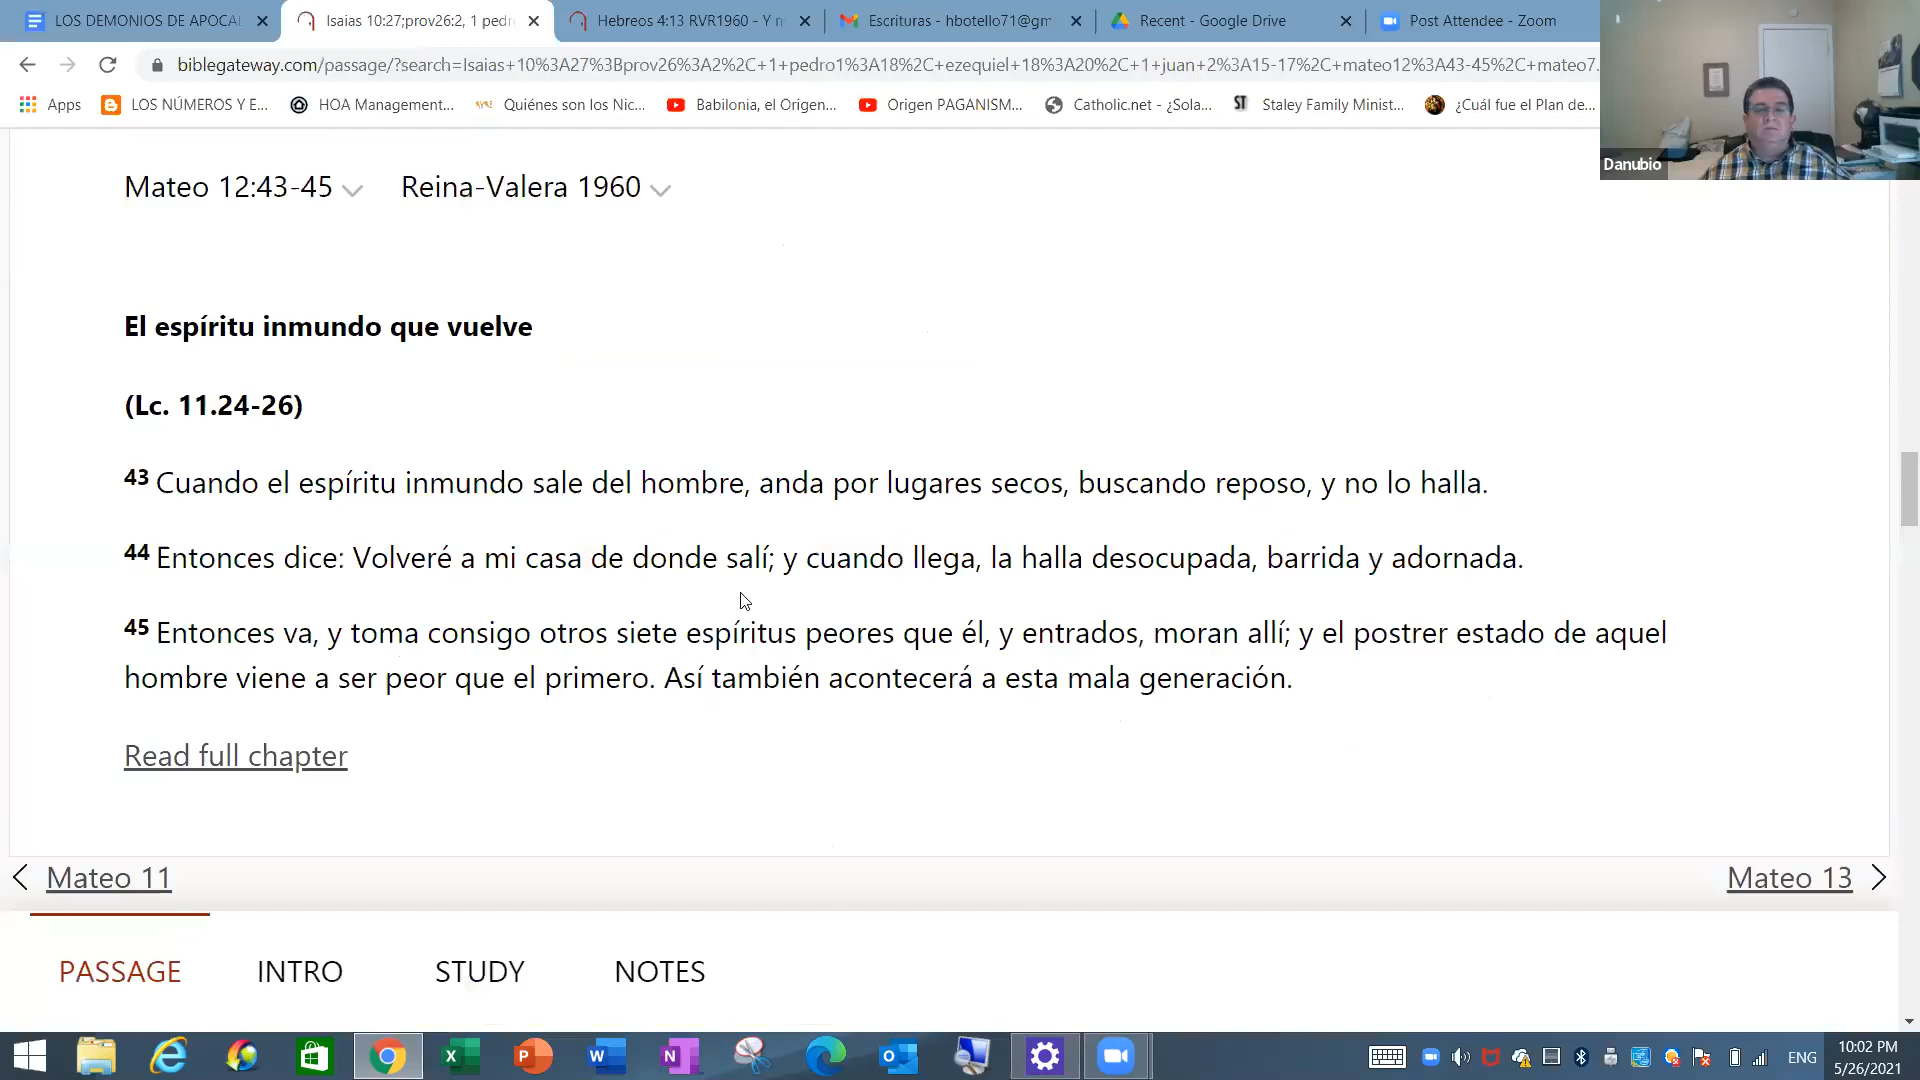 LOS DEMONIOS DE APOCA
Isaias 10:27;prov26:2, 1 ped
Hebreos 4:13 RVR1960 - Y n
Escrituras - hbotello71@gm
Recent - Google Drive
Post Attendee - Zoom
biblegateway.com/passage/?search=Isaias+10%3A27%3Bprov26%3A2%2C+1+pedro1%3A18%2C+ezequiel+18%3A20%2C+1+juan+2%3A15-17%2C+mateo12%3A43-45%2C+mateo7.
Apps
LOS NÚMEROS Y E...
HOA Management...
Quiénes son los Nic...
Babilonia, el Origen...
Origen PAGANISM...
Catholic.net - ¿Sola...
ST Staley Family Minist...
¿Cuál fue el Plan de...
Danubio
Mateo 12:43-45 Reina-Valera 1960
El espíritu inmundo que vuelve
(Lc. 11.24-26)
43 Cuando el espíritu inmundo sale del hombre, anda por lugares secos, buscando reposo, y no lo halla.
44 Entonces dice: Volveré a mi casa de donde salí; y cuando llega, la halla desocupada, barrida y adornada.
45 Entonces va, y toma consigo otros siete espíritus peores que él, y entrados, moran allí; y el postrer estado de aquel
hombre viene a ser peor que el primero. Así también acontecerá a esta mala generación.
Read full chapter
Mateo 11
Mateo 13
PASSAGE INTRO STUDY NOTES
ENG
10:02 PM
5/26/2021